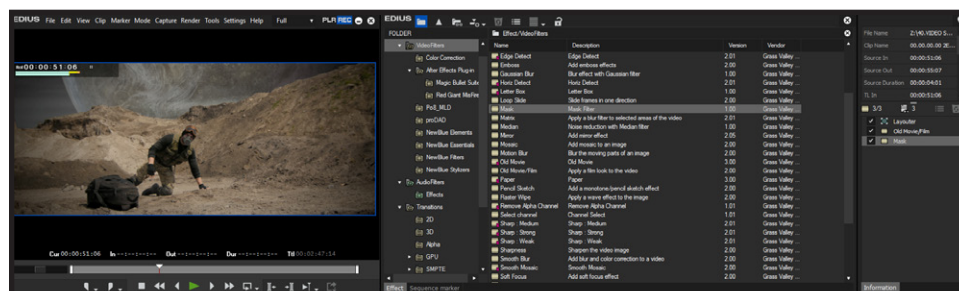 EDIUS File Edit View Clip Marker Mode Capture Render Tools Settings Help Full PLR REC
00:00:51:06
Cur 00:00:51:06 In --:--:--:-- Out --:--:--:-- Dur --:--:--:-- Ttl 00:02:47:14
EDIUS
FOLDER
VideoFilters
Color Correction
After Effects Plug-in
Magic Bullet Suite
Red Giant Misfire
Po8_MLD
proDAD
NewBlue Elements
NewBlue Essentials
NewBlue Filters
NewBlue Stylizers
AudioFilters
Effects
Transitions
2D
3D
Alpha
GPU
SMPTE
Effect Sequence marker
Effect/VideoFilters
Name Description Version Vendor
Edge Detect Edge Detect 2.01 Grass Valley ...
Emboss Add emboss effects 2.00 Grass Valley ...
Gaussian Blur Blur effect with Gaussian filter 1.00 Grass Valley ...
Horiz Detect Horiz Detect 2.01 Grass Valley ...
Letter Box Letter Box 1.00 Grass Valley ...
Loop Slide Slide frames in one direction 2.00 Grass Valley ...
Mask Mask Filter 1.00 Grass Valley ...
Matrix Apply a blur filter to selected areas of the video 2.01 Grass Valley ...
Median Noise reduction with Median filter 1.00 Grass Valley ...
Mirror Add mirror effect 2.05 Grass Valley ...
Mosaic Add mosaic to an image 2.00 Grass Valley ...
Motion Blur Blur the moving parts of an image 2.00 Grass Valley ...
Old Movie Old Movie 3.00 Grass Valley ...
Old Movie/Film Apply a film look to the video 2.00 Grass Valley ...
Paper Paper 3.00 Grass Valley ...
Pencil Sketch Add a monotone/pencil sketch effect 2.00 Grass Valley ...
Raster Wipe Apply a wave effect to the image 2.00 Grass Valley ...
Remove Alpha Channel Remove Alpha Channel 1.01 Grass Valley ...
Select channel Channel Select 1.01 Grass Valley ...
Sharp : Medium Sharp : Medium 2.01 Grass Valley ...
Sharp : Strong Sharp : Strong 2.01 Grass Valley ...
Sharp : Weak Sharp : Weak 2.01 Grass Valley ...
Sharpness Sharpen the video image 2.00 Grass Valley ...
Smooth Blur Add blur and color correction to a video 2.00 Grass Valley ...
Smooth Mosaic Smooth Mosaic 2.01 Grass Valley ...
Soft Focus Add soft focus effect 2.00 Grass Valley ...
File Name Z:\40.VIDEO S...
Clip Name 00.00.00.00 2E...
Source In 00:00:51:06
Source Out 00:00:55:07
Source Duration 00:00:04:01
TL In 00:00:51:06
3/3 3
Layouter
Old Movie/Film
Mask
Information